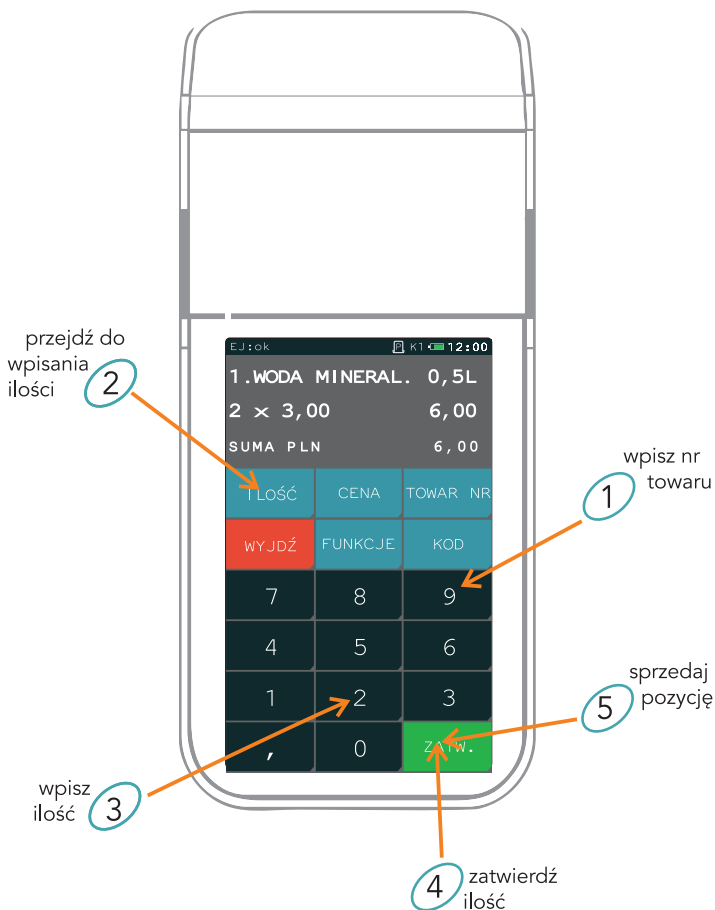 przejdź do
wpisania
ilości
2
EJ:ok P K1 12:00
1.WODA MINERAL. 0,5L
2 x 3,00 6,00
SUMA PLN 6,00
ILOŚĆ CENA TOWAR NR
WYJDŹ FUNKCJE KOD
7 8 9
4 5 6
1 2 3
, 0 ZATW.
wpisz nr
towaru
1
sprzedaj
pozycję
5
wpisz
ilość
3
4
zatwierdź
ilość